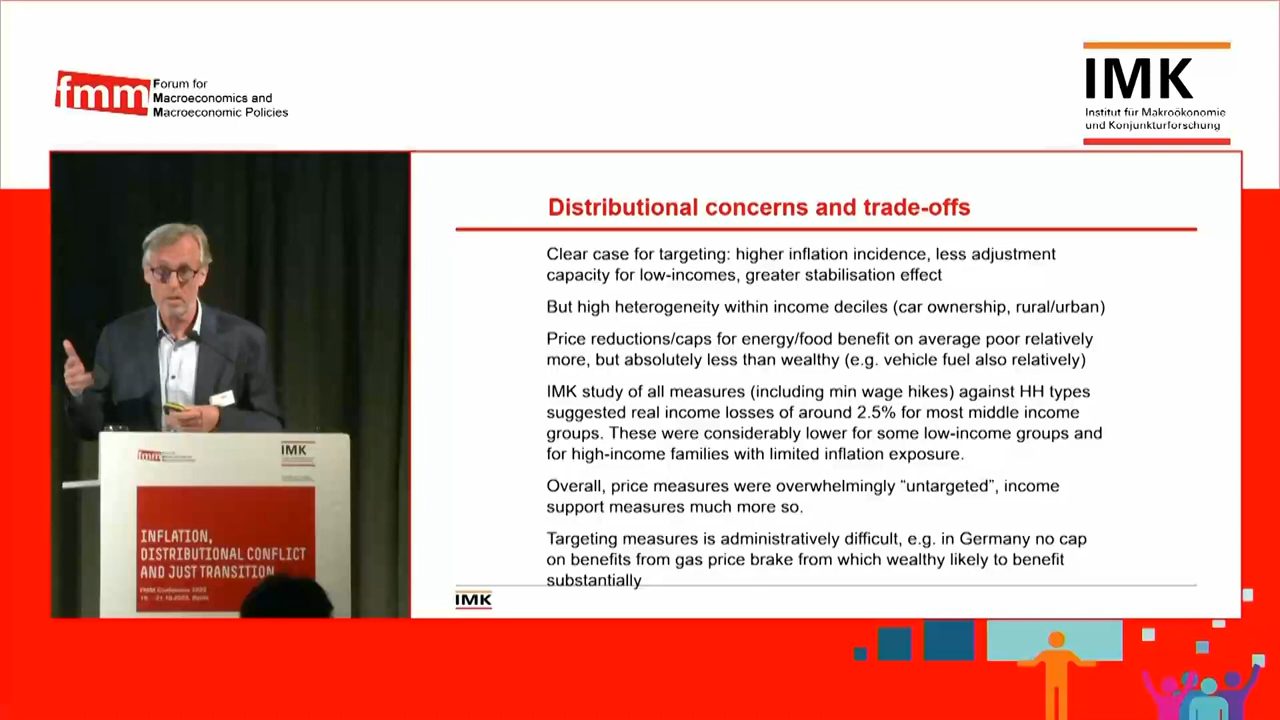 fmm
Forum for
Macroeconomics and
Macroeconomic Policies
IMK
Institut für Makroökonomie
und Konjunkturforschung
Distributional concerns and trade-offs
Clear case for targeting: higher inflation incidence, less adjustment
capacity for low-incomes, greater stabilisation effect
But high heterogeneity within income deciles (car ownership, rural/urban)
Price reductions/caps for energy/food benefit on average poor relatively
more, but absolutely less than wealthy (e.g. vehicle fuel also relatively)
IMK study of all measures (including min wage hikes) against HH types
suggested real income losses of around 2.5% for most middle income
groups. These were considerably lower for some low-income groups and
for high-income families with limited inflation exposure.
Overall, price measures were overwhelmingly “untargeted”, income
support measures much more so.
Targeting measures is administratively difficult, e.g. in Germany no cap
on benefits from gas price brake from which wealthy likely to benefit
substantially
IMK
fmm
IMK
INFLATION,
DISTRIBUTIONAL CONFLICT
AND JUST TRANSITION
FMM Conference
Berlin